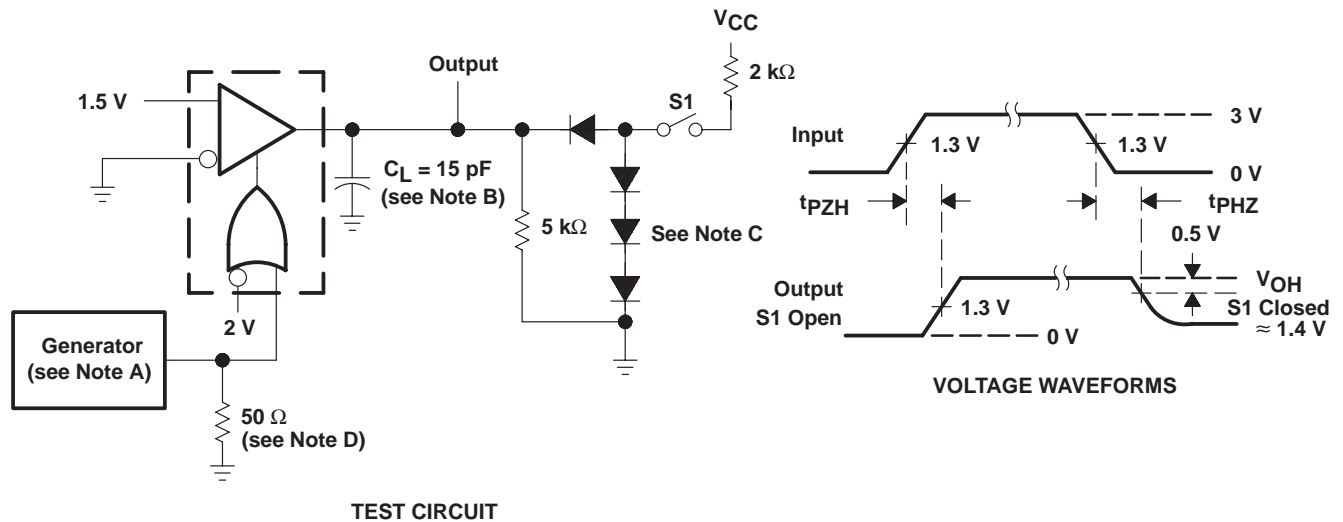 VCC
2 kΩ
Output
S1
1.5 V
CL = 15 pF
(see Note B)
5 kΩ
See Note C
2 V
Generator
(see Note A)
50 Ω
(see Note D)
TEST CIRCUIT
3 V
Input
1.3 V
1.3 V
0 V
tPZH
tPHZ
0.5 V
VOH
Output
S1 Open
S1 Closed
≈ 1.4 V
1.3 V
0 V
VOLTAGE WAVEFORMS